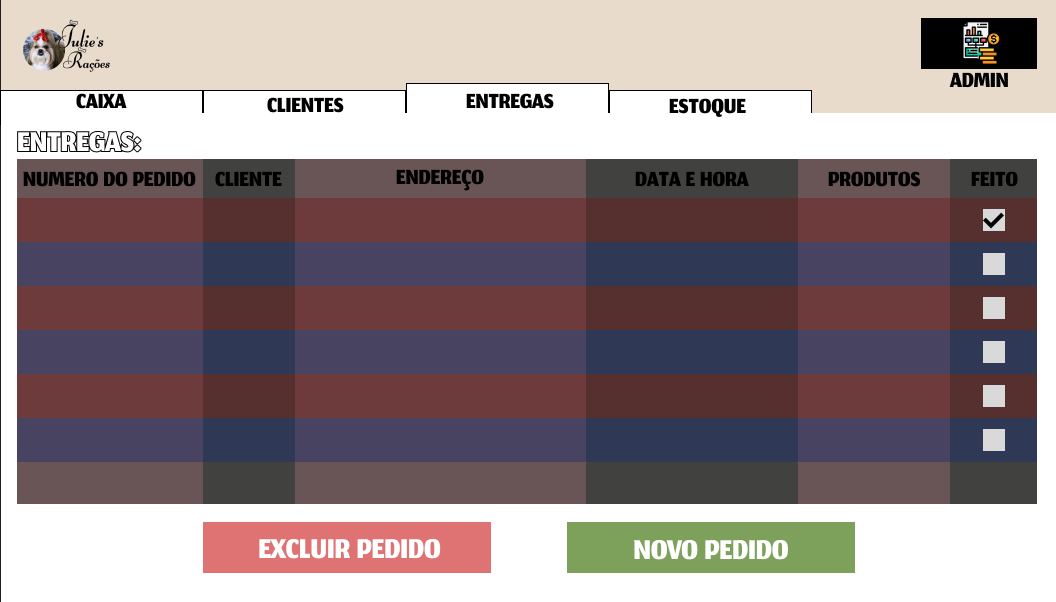 Julie's
Rações
ADMIN
CAIXA
CLIENTES
ENTREGAS
ESTOQUE
ENTREGAS:
NUMERO DO PEDIDO CLIENTE ENDEREÇO DATA E HORA PRODUTOS FEITO
EXCLUIR PEDIDO
NOVO PEDIDO